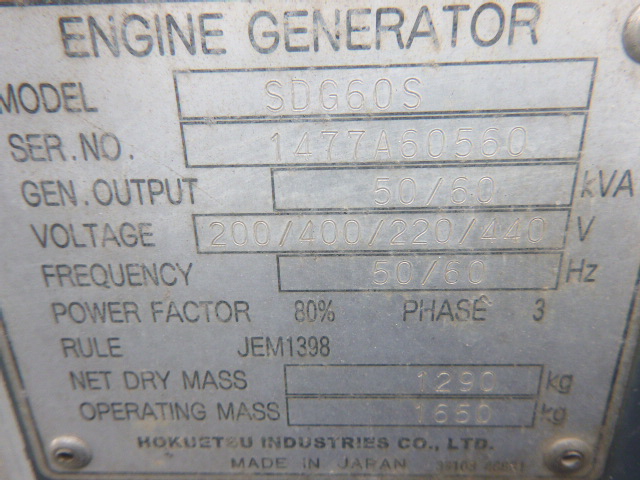 ENGINE GENERATOR
MODEL SDG60S
SER.NO. 1477A60560
GEN.OUTPUT 50/60 kVA
VOLTAGE 200/400/220/440 V
FREQUENCY 50/60 Hz
POWER FACTOR 80% PHASE 3
RULE JEM1398
NET DRY MASS 1290 kg
OPERATING MASS 1650 kg
HOKUETSU INDUSTRIES CO., LTD.
MADE IN JAPAN